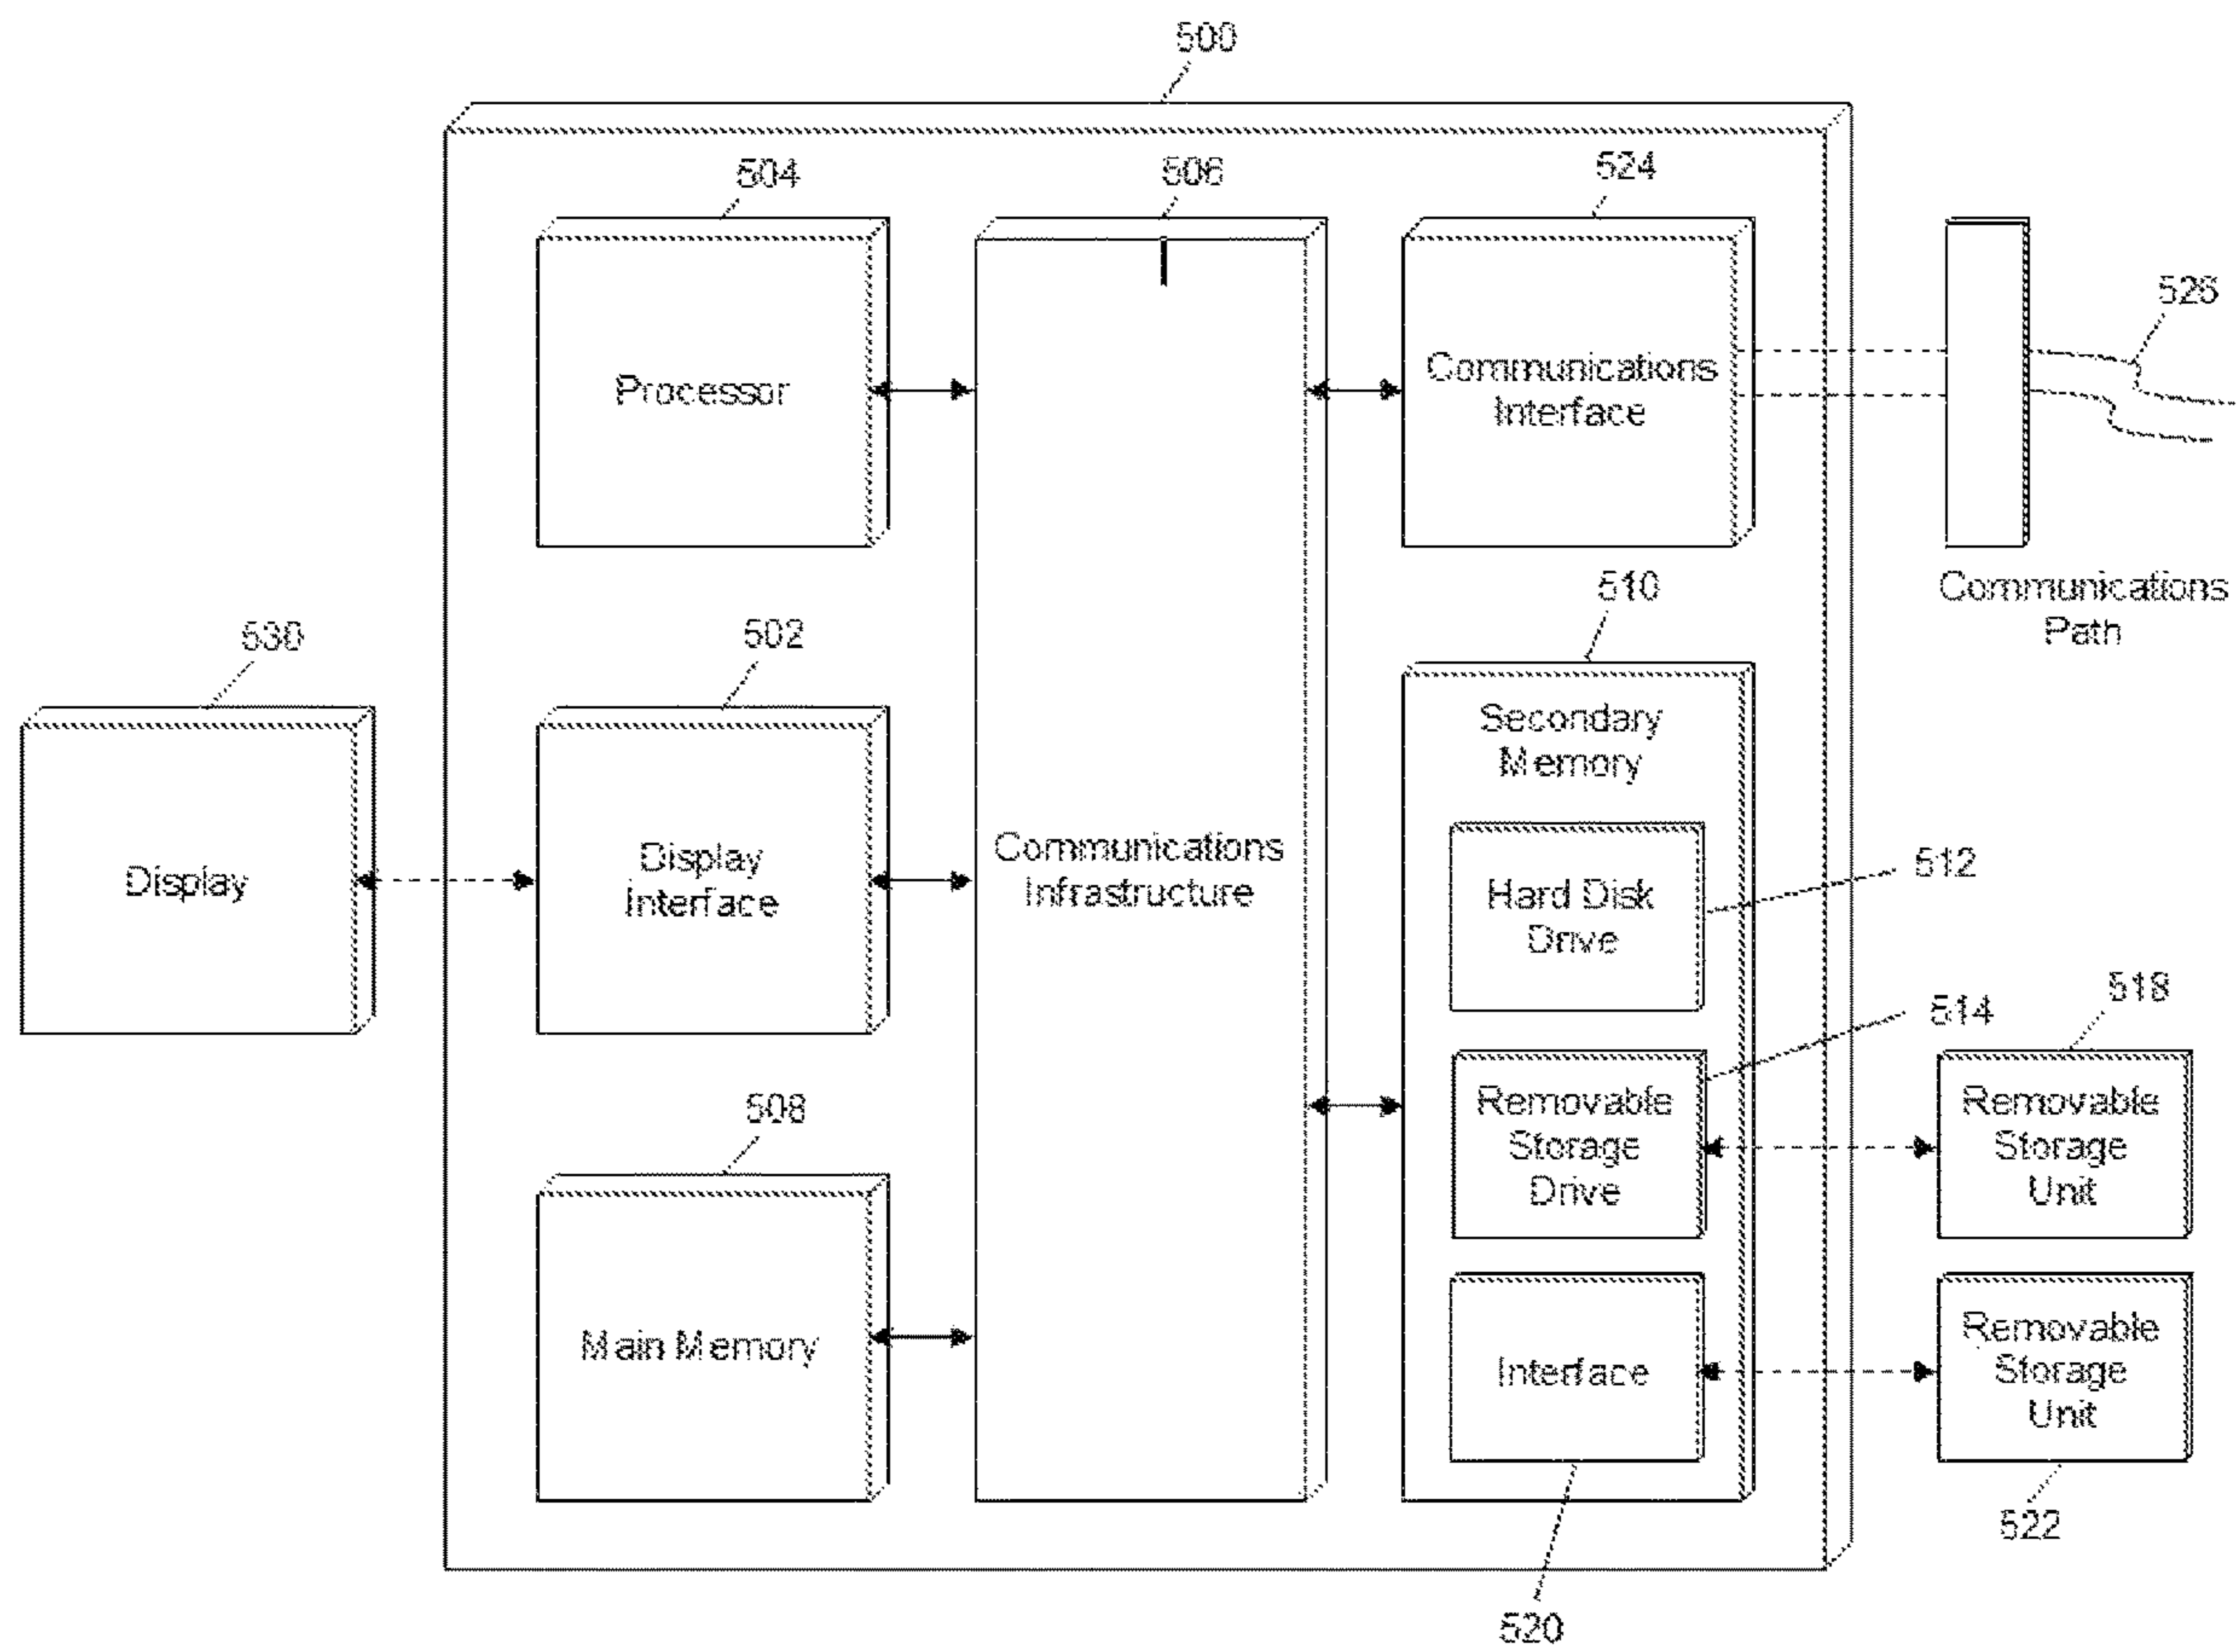 500
504
506
524
Processor
Communications
Interface
526
Communications
Path
530
502
510
Display
Display
Interface
Communications
Infrastructure
Secondary
Memory
Hard Disk
Drive
512
514
518
508
Removable
Storage
Drive
Removable
Storage
Unit
Main Memory
Interface
Removable
Storage
Unit
520
522